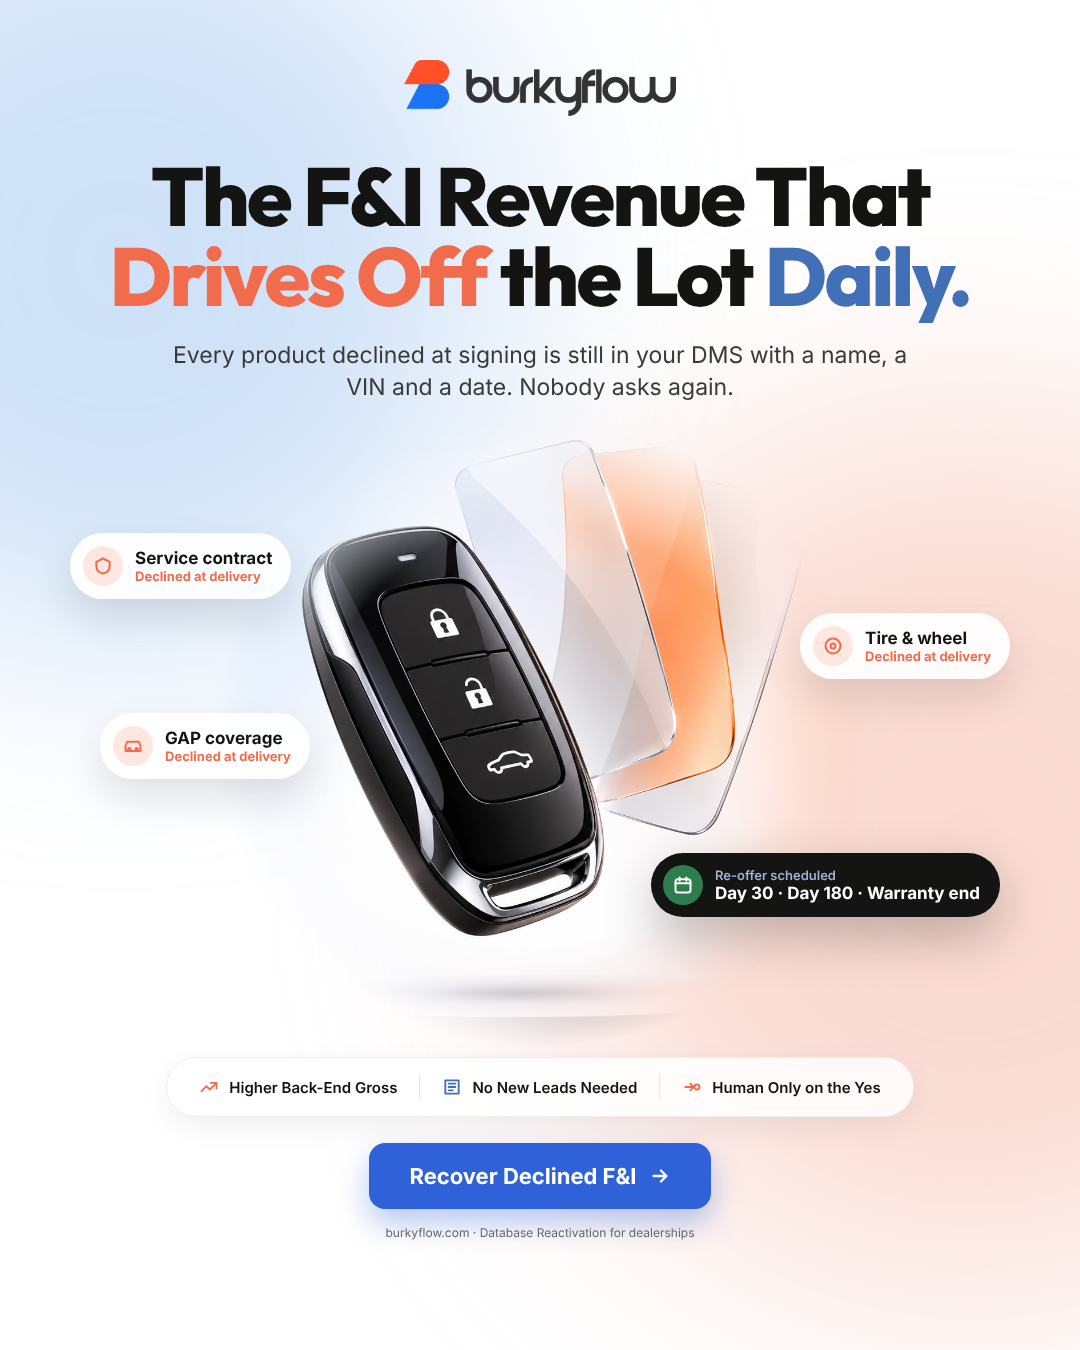 burkyflow
The F&I Revenue That
Drives Off the Lot Daily.
Every product declined at signing is still in your DMS with a name, a
VIN and a date. Nobody asks again.
Service contract
Declined at delivery
Tire & wheel
Declined at delivery
GAP coverage
Declined at delivery
Re-offer scheduled
Day 30 · Day 180 · Warranty end
Higher Back-End Gross
No New Leads Needed
Human Only on the Yes
Recover Declined F&I →
burkyflow.com · Database Reactivation for dealerships